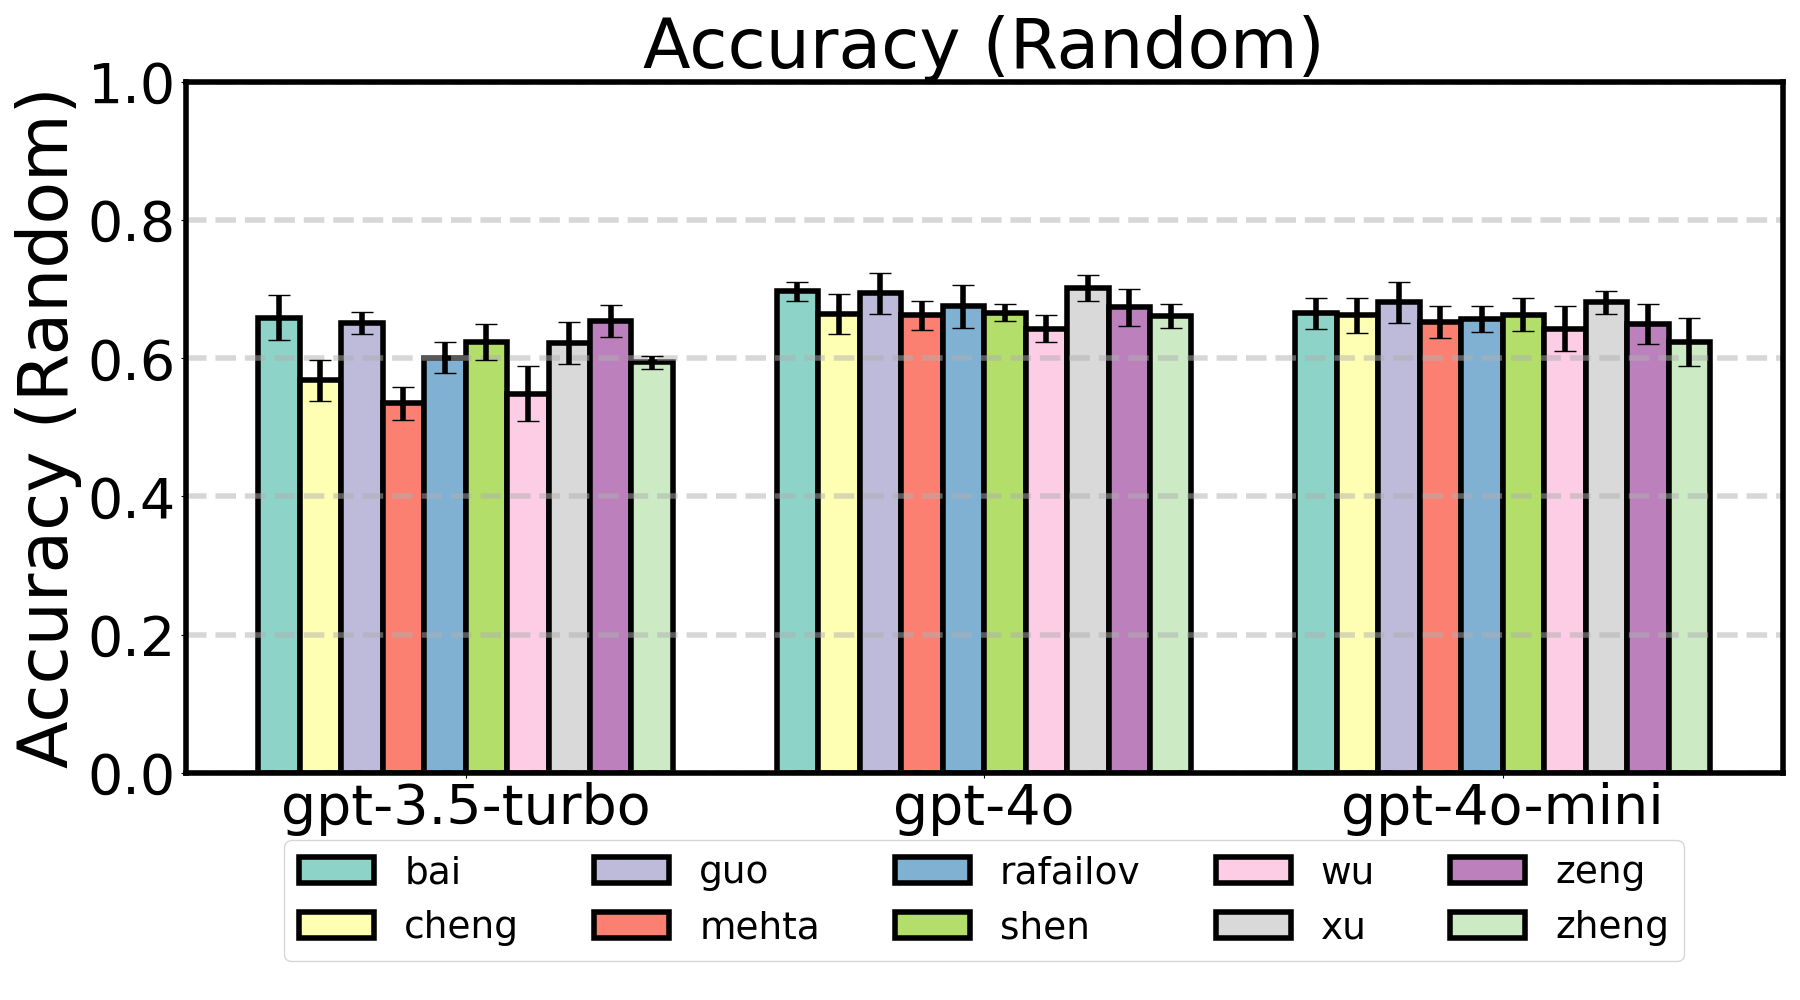 Accuracy (Random)
Accuracy (Random)
1.0
0.8
0.6
0.4
0.2
0.0
gpt-3.5-turbo gpt-4o gpt-4o-mini
bai guo rafailov wu zeng
cheng mehta shen xu zheng